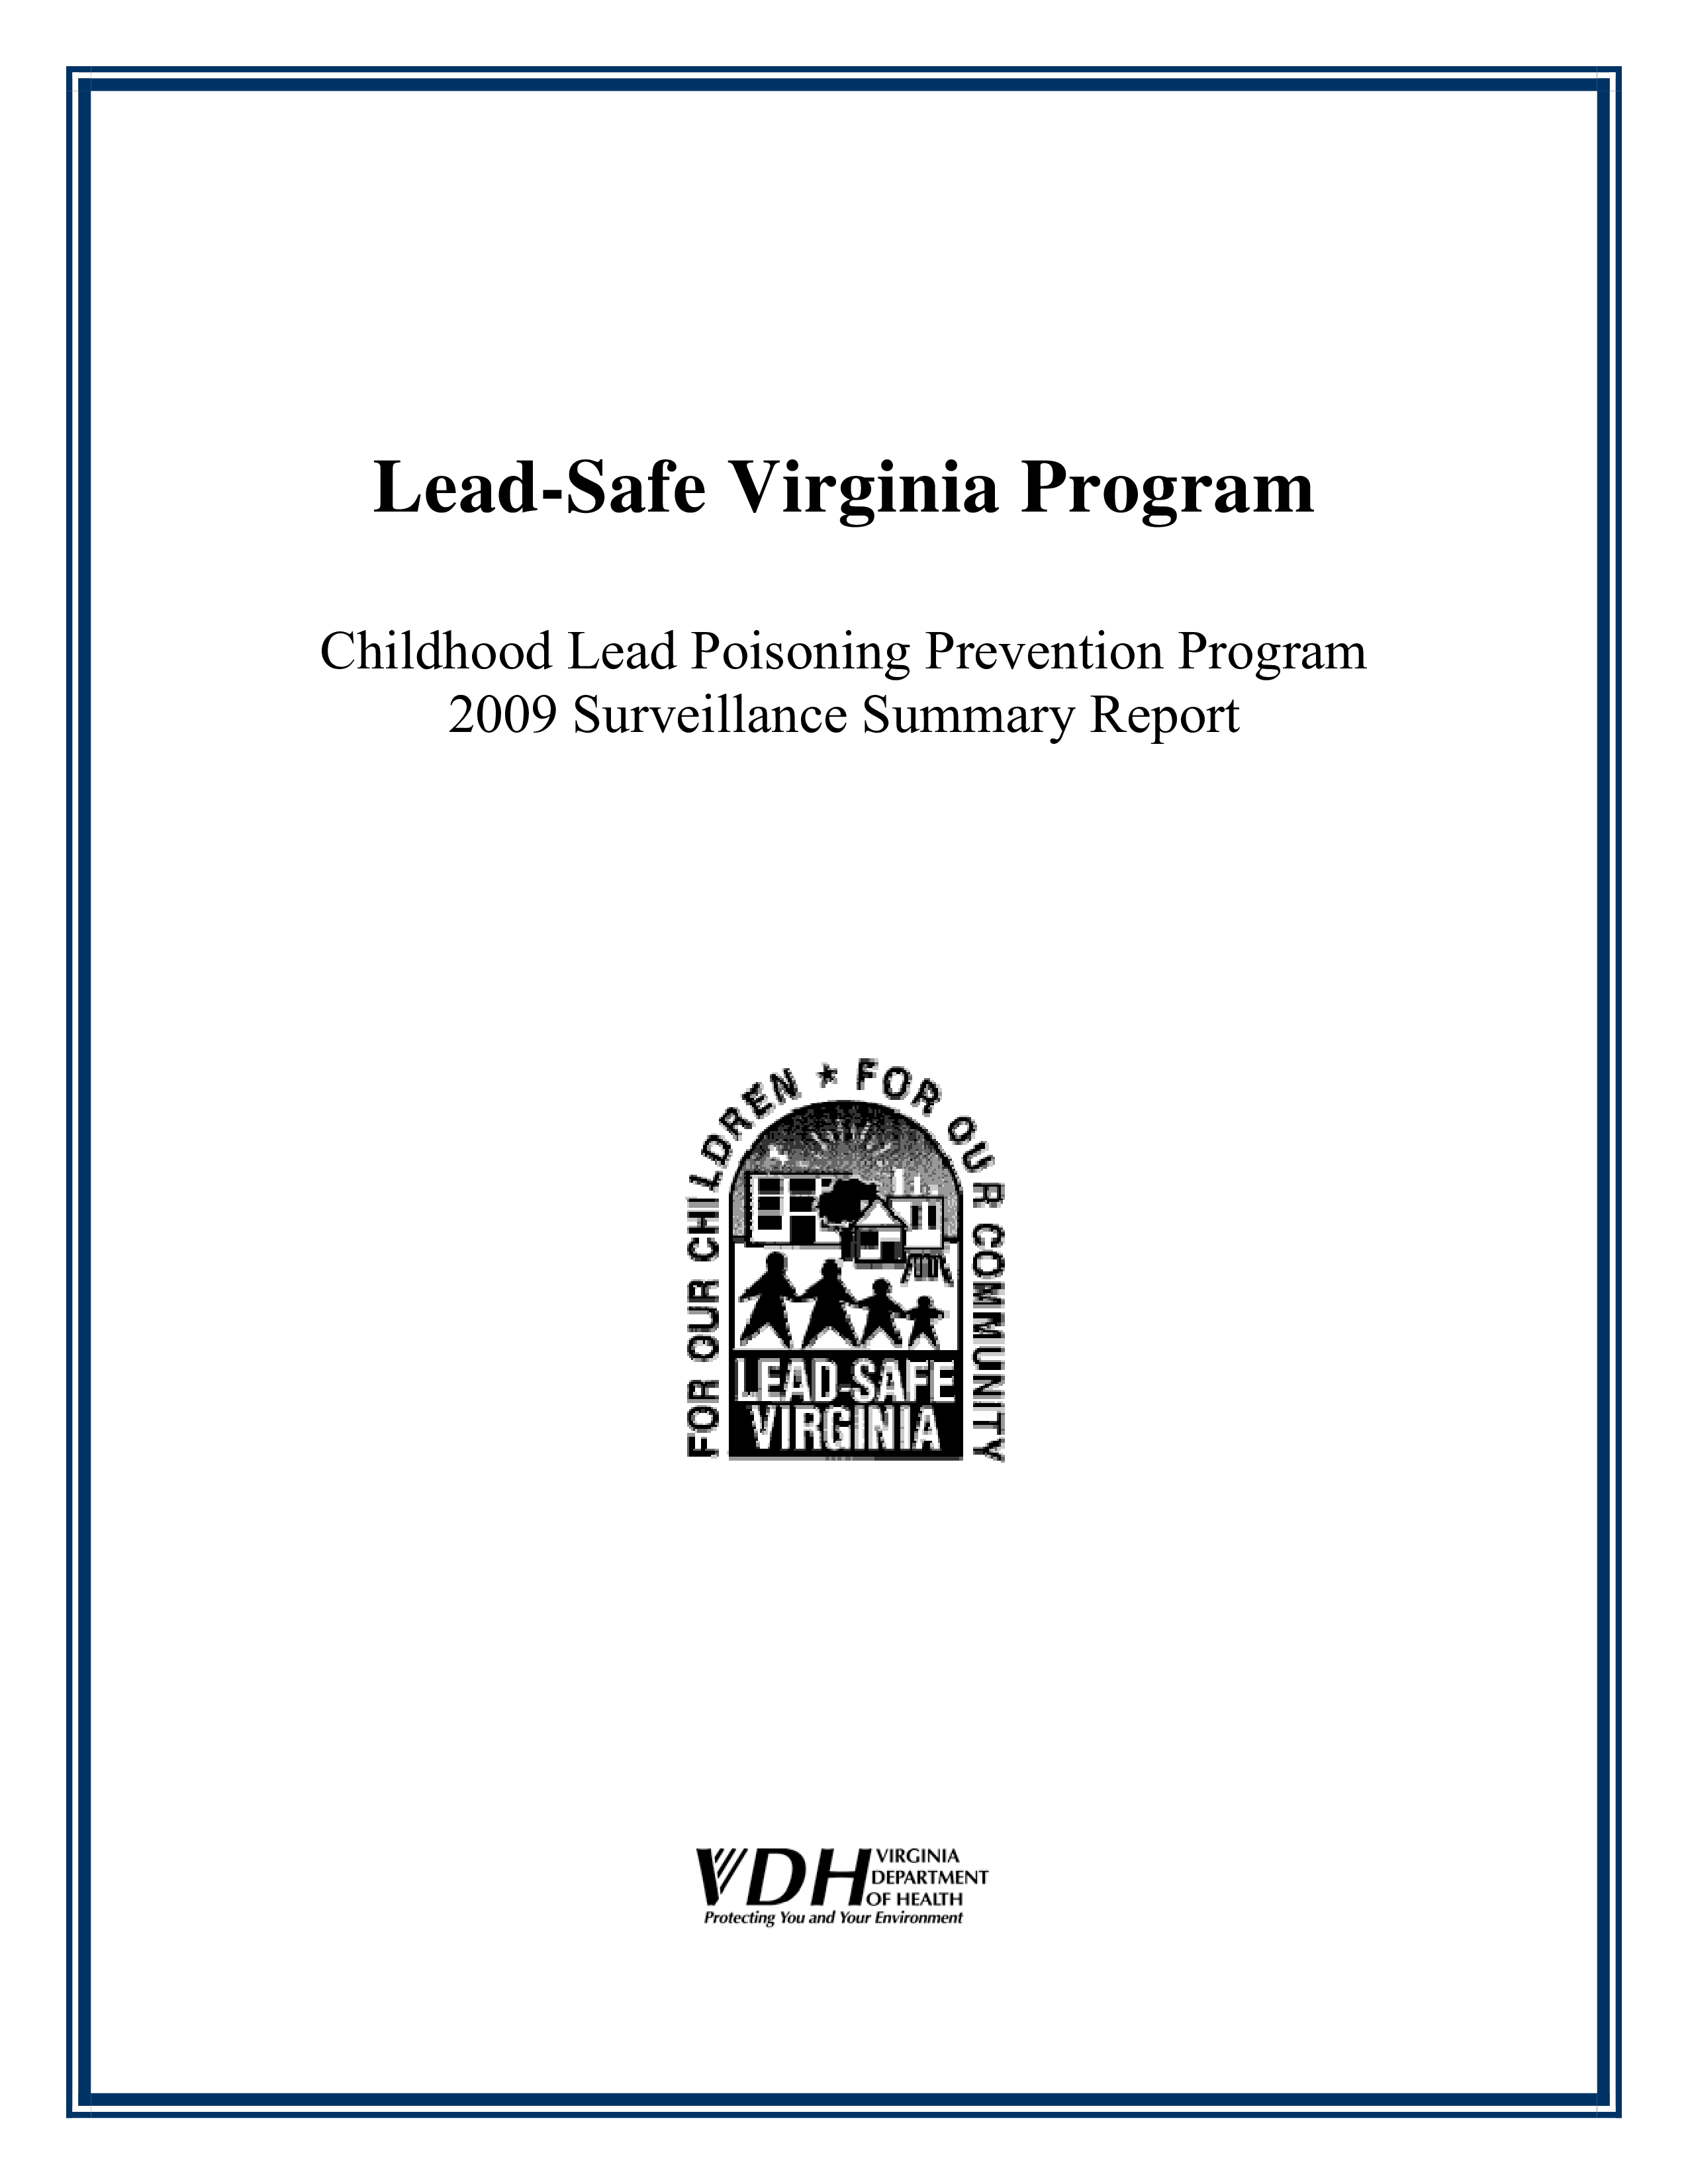 Lead-Safe Virginia Program
Childhood Lead Poisoning Prevention Program
2009 Surveillance Summary Report
FOR OUR CHILDREN * FOR OUR COMMUNITY
LEAD-SAFE
VIRGINIA
VDH VIRGINIA
DEPARTMENT
OF HEALTH
Protecting You and Your Environment